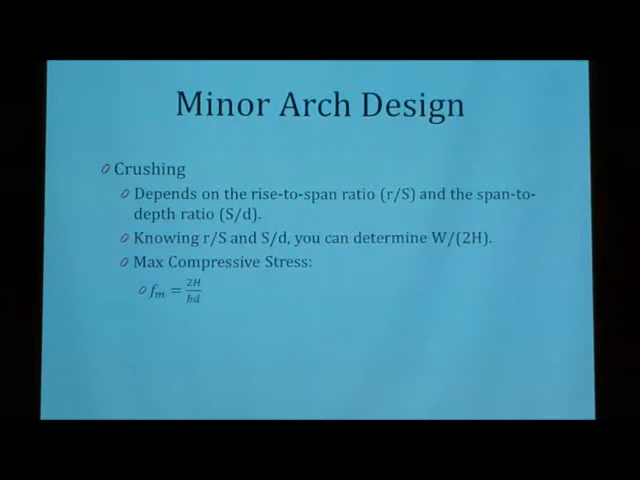 Minor Arch Design
Crushing
Depends on the rise-to-span ratio (r/S) and the span-to-
depth ratio (S/d).
Knowing r/S and S/d, you can determine W/(2H).
Max Compressive Stress:
fₘ = 2H/bd